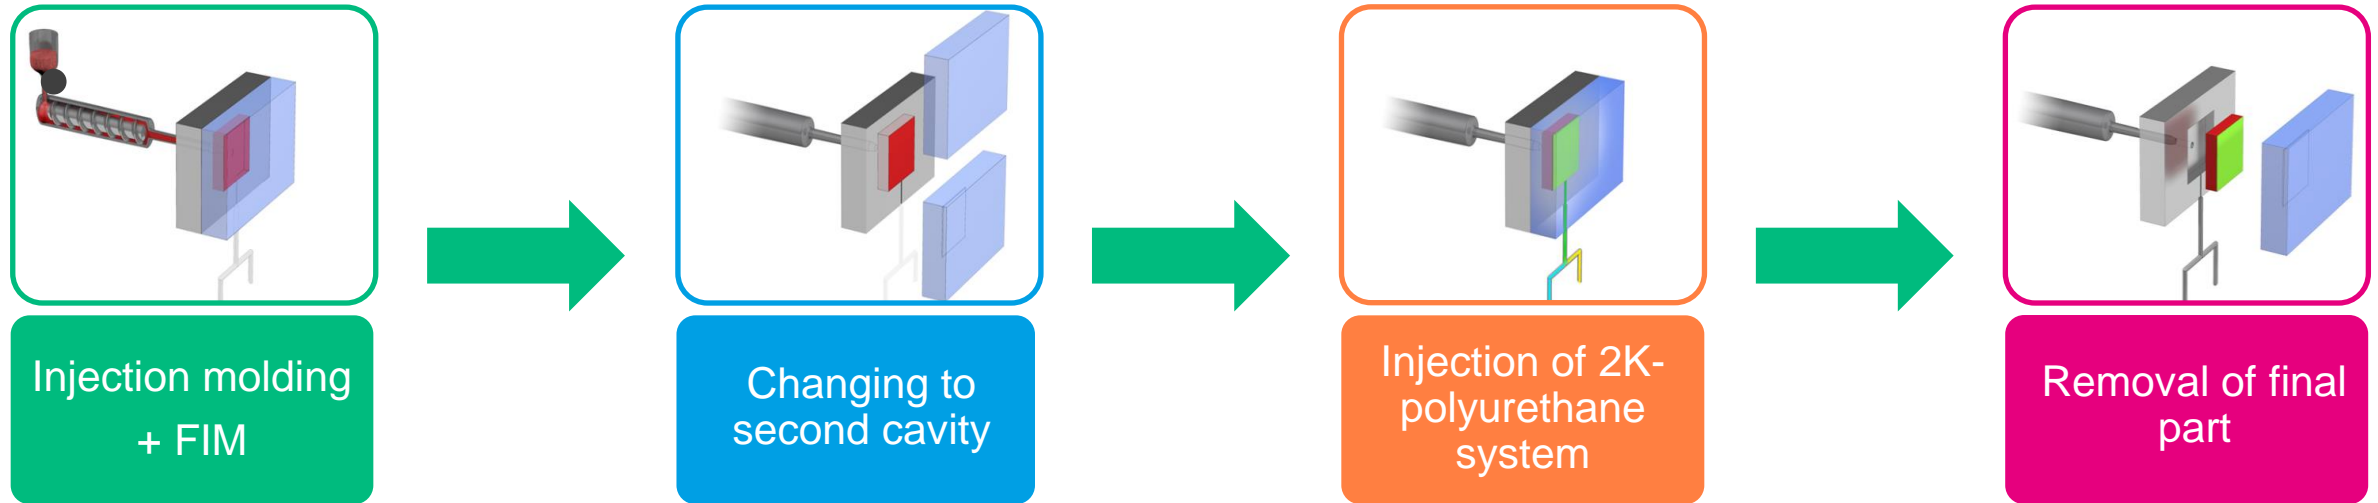 Injection molding
+ FIM
Changing to
second cavity
Injection of 2K-
polyurethane
system
Removal of final
part